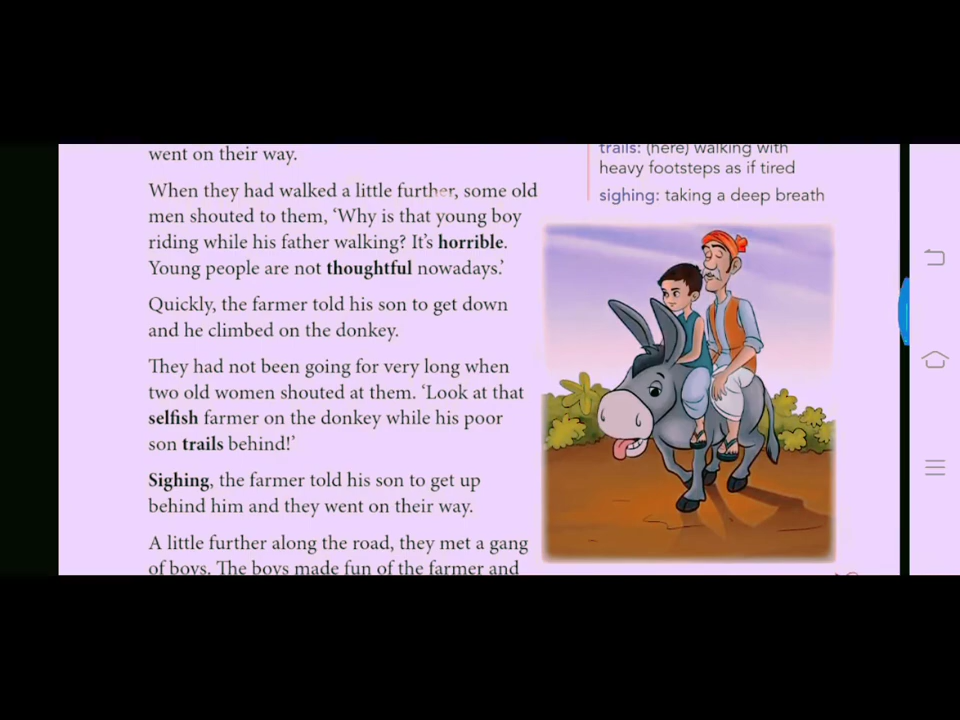 went on their way.
When they had walked a little further, some old
men shouted to them, ‘Why is that young boy
riding while his father walking? It’s horrible.
Young people are not thoughtful nowadays.’
Quickly, the farmer told his son to get down
and he climbed on the donkey.
They had not been going for very long when
two old women shouted at them. ‘Look at that
selfish farmer on the donkey while his poor
son trails behind!’
Sighing, the farmer told his son to get up
behind him and they went on their way.
A little further along the road, they met a gang
of boys. The boys made fun of the farmer and
trails: (here) walking with
heavy footsteps as if tired
sighing: taking a deep breath